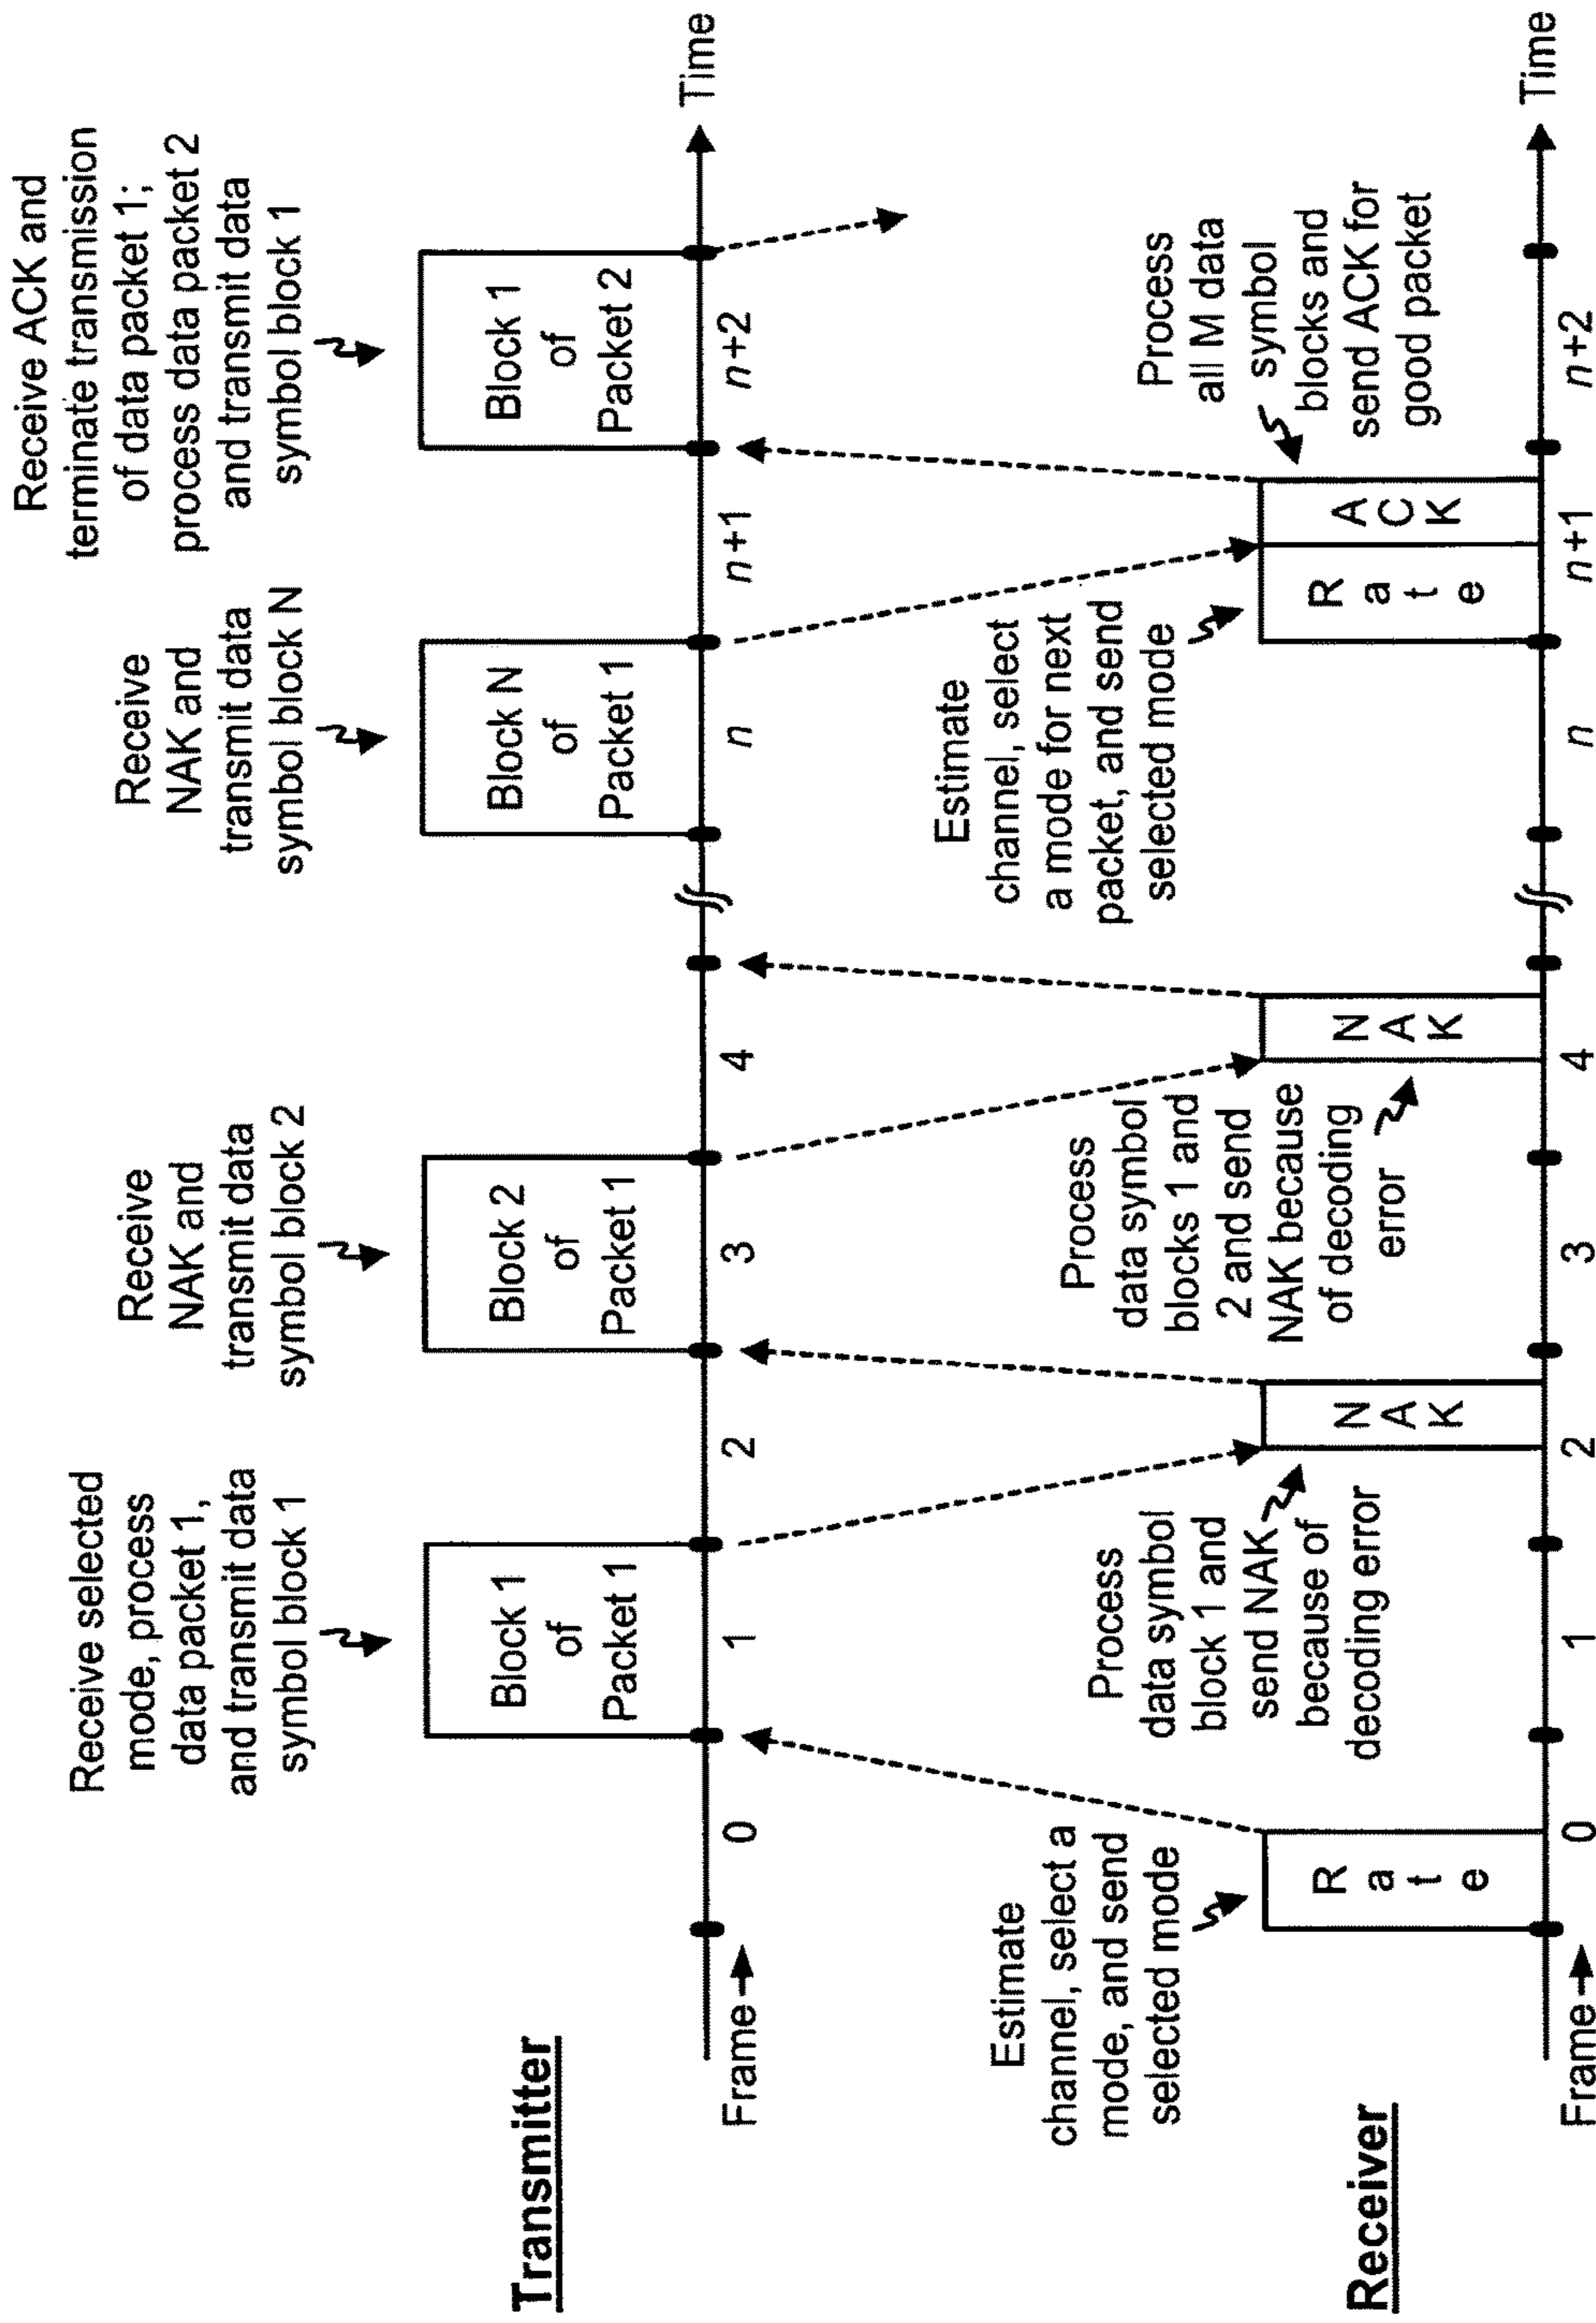 Transmitter
Receive selected
mode, process
data packet 1,
and transmit data
symbol block 1
Receive
NAK and
transmit data
symbol block 2
Receive
NAK and
transmit data
symbol block N
Receive ACK and
terminate transmission
of data packet 1;
process data packet 2
and transmit data
symbol block 1
Block 1
of
Packet 1
Block 2
of
Packet 1
Block N
of
Packet 1
Block 1
of
Packet 2
Time
Frame
0
1
2
3
4
n
n+1
n+2
Receiver
Estimate
channel, select a
mode, and send
selected mode
Process
data symbol
block 1 and
send NAK
because of
decoding error
Process
data symbol
blocks 1 and
2 and send
NAK because
of decoding
error
Estimate
channel, select
a mode for next
packet, and send
selected mode
Process
all M data
symbol
blocks and
send ACK for
good packet
Rate
NAK
NAK
Rate
ACK
Time
Frame
0
1
2
3
4
n
n+1
n+2